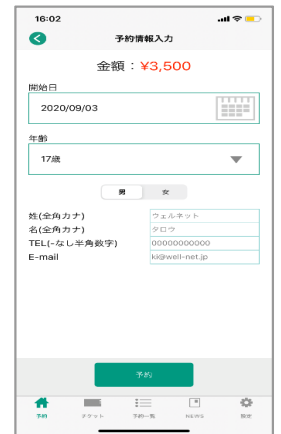 16:02
予約情報入力
金額：¥3,500
開始日
2020/09/03
年齢
17歳
男 女
姓(全角カナ) ウェルネット
名(全角カナ) タロウ
TEL(-なし半角数字) 00000000000
E-mail ki@well-net.jp
予約
予約 チケット 予約一覧 NEWS 設定